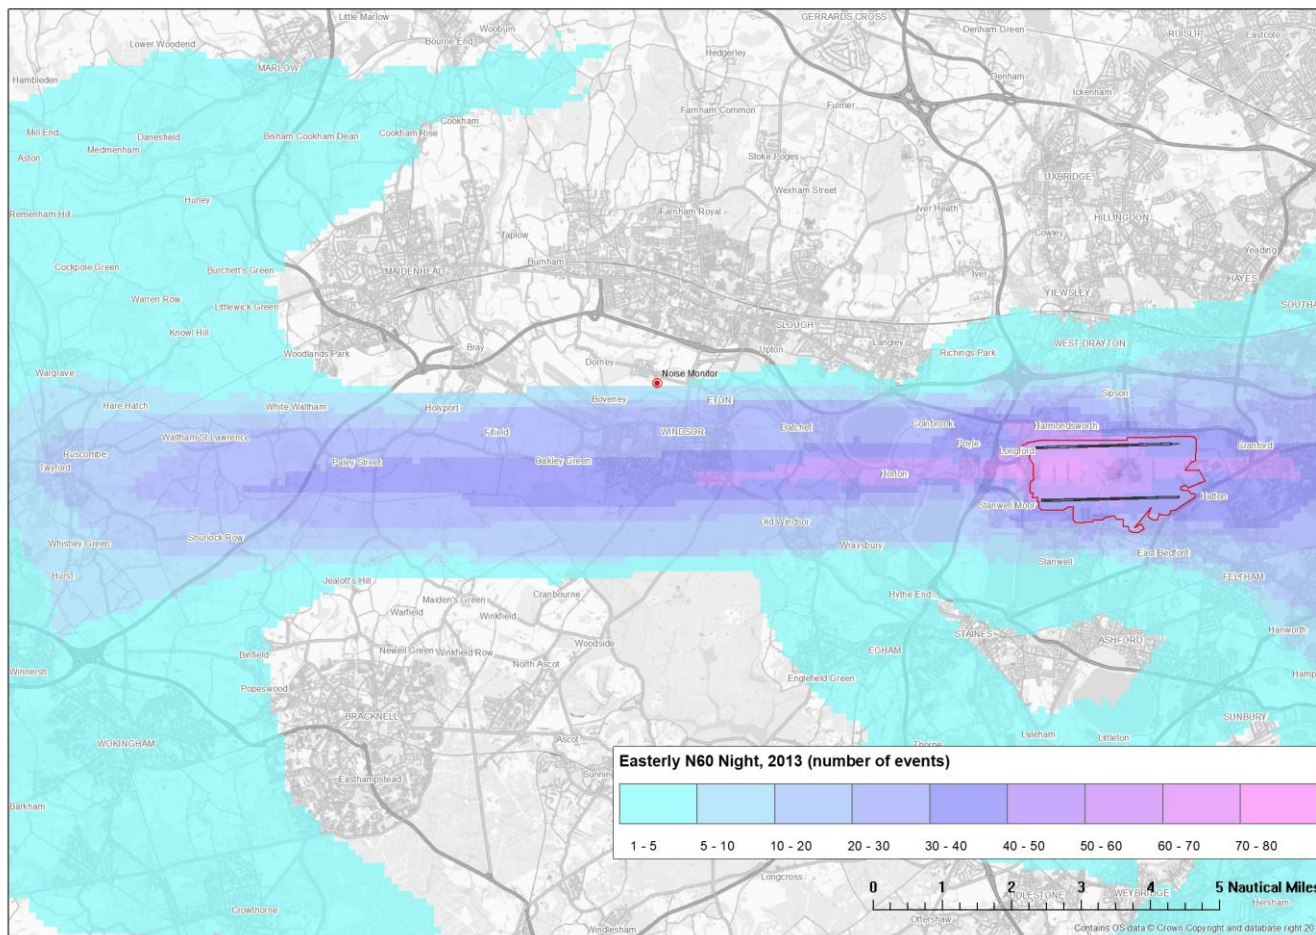 Little Marlow
Wooburn
GERRARDS CROSS
Denham Green
RUISLIP
Eastcote
Lower Woodend
Bourne End
Hedgerley
MARLOW
Hambleden
Denham
Ickenham
Farnham Common
Fulmer
Mill End
Danesfield
Bisham
Cookham Dean
Cookham Rise
Cookham
Medmenham
Aston
Stoke Poges
UXBRIDGE
Wexham Street
Hurley
Remenham Hill
Farnham Royal
Iver Heath
HILLINGDON
Cowley
Taplow
Yeading
Burnham
Cockpole Green
Burchett's Green
MAIDENHEAD
Iver
HAYES
Warren Row
Littlewick Green
YIEWSLEY
SOUTHA
Knowl Hill
SLOUGH
Langley
WEST DRAYTON
Woodlands Park
Bray
Upton
Richings Park
Dorney
Wargrave
Noise Monitor
Sipson
Hare Hatch
White Waltham
Holyport
Boveney
ETON
Colnbrook
Harmondsworth
Waltham St Lawrence
Fifield
WINDSOR
Datchet
Poyle
Cranford
Ruscombe
Longford
Twyford
Paley Street
Oakley Green
Horton
Hatton
Stanwell Moor
Old Windsor
Whistley Green
Shurlock Row
Wraysbury
East Bedfont
Stanwell
Hurst
Jealott's Hill
FELTHAM
Maiden's Green
Cranbourne
Hythe End
Warfield
Winkfield
Hanworth
STAINES
ASHFORD
Woodside
Binfield
Newell Green
Winkfield Row
EGHAM
North Ascot
Winnersh
Englefield Green
Hamp
Popeswood
BRACKNELL
SUNBURY
Laleham
Littleton
WOKINGHAM
Ascot
Thorpe
Easthampstead
Sunning
Easterly N60 Night, 2013 (number of events)
1 - 5
5 - 10
10 - 20
20 - 30
30 - 40
40 - 50
50 - 60
60 - 70
70 - 80
Barkham
Longcross
0
1
2
3
4
5 Nautical Miles
ADDLESTONE
WEYBRIDGE
Hersham
Crowthorne
Ottershaw
Windlesham
Contains OS data © Crown Copyright and database right 20